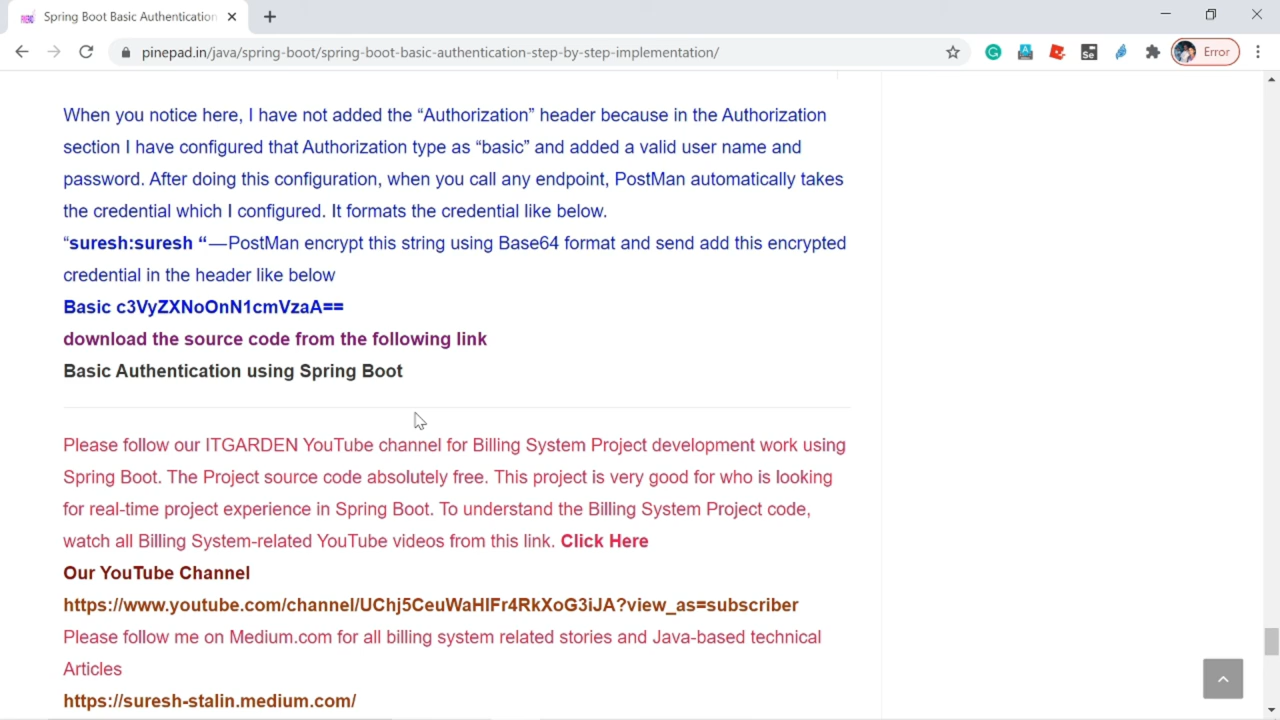 Spring Boot Basic Authentication
pinepad.in/java/spring-boot/spring-boot-basic-authentication-step-by-step-implementation/
Error
When you notice here, I have not added the “Authorization” header because in the Authorization
section I have configured that Authorization type as “basic” and added a valid user name and
password. After doing this configuration, when you call any endpoint, PostMan automatically takes
the credential which I configured. It formats the credential like below.
“suresh:suresh “—PostMan encrypt this string using Base64 format and send add this encrypted
credential in the header like below
Basic c3VyZXNoOnN1cmVzaA==
download the source code from the following link
Basic Authentication using Spring Boot
Please follow our ITGARDEN YouTube channel for Billing System Project development work using
Spring Boot. The Project source code absolutely free. This project is very good for who is looking
for real-time project experience in Spring Boot. To understand the Billing System Project code,
watch all Billing System-related YouTube videos from this link. Click Here
Our YouTube Channel
https://www.youtube.com/channel/UChj5CeuWaHIFr4RkXoG3iJA?view_as=subscriber
Please follow me on Medium.com for all billing system related stories and Java-based technical
Articles
https://suresh-stalin.medium.com/